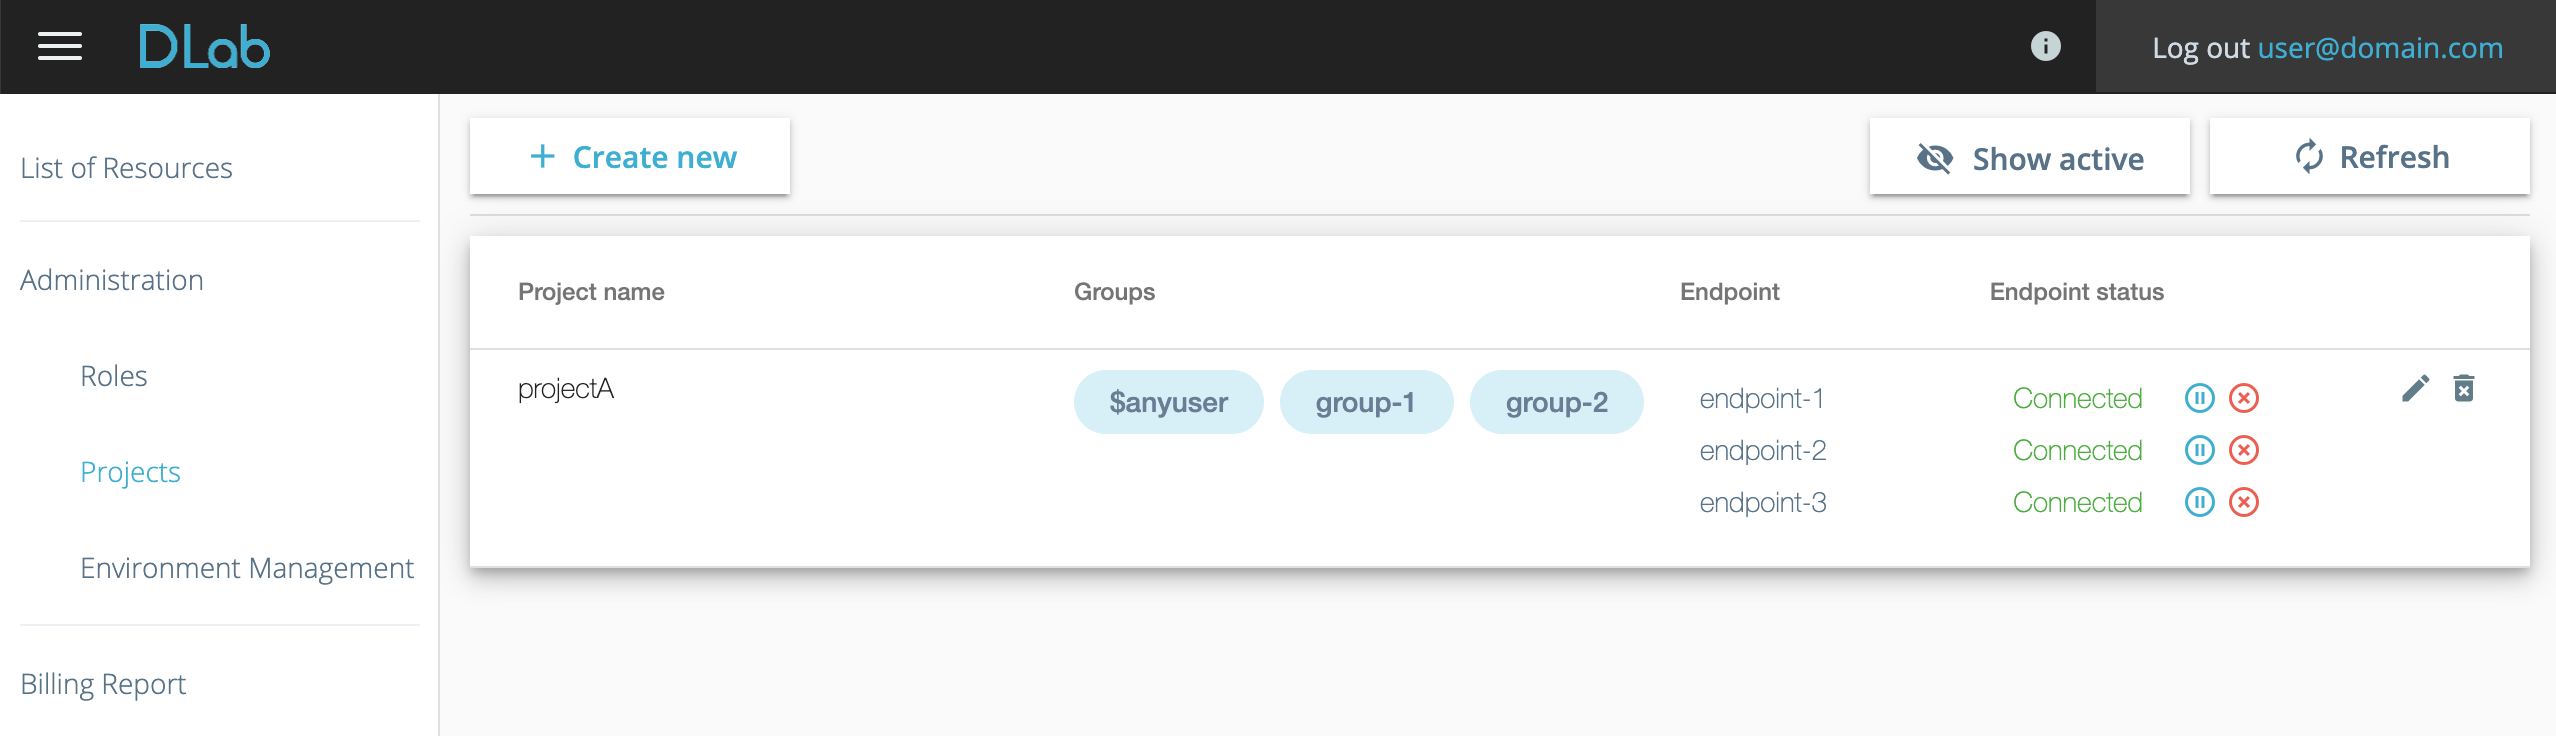 DLab
Log out user@domain.com
List of Resources
Administration
Roles
Projects
Environment Management
Billing Report
+ Create new
Show active
Refresh
Project name Groups Endpoint Endpoint status
projectA $anyuser group-1 group-2 endpoint-1 Connected
endpoint-2 Connected
endpoint-3 Connected